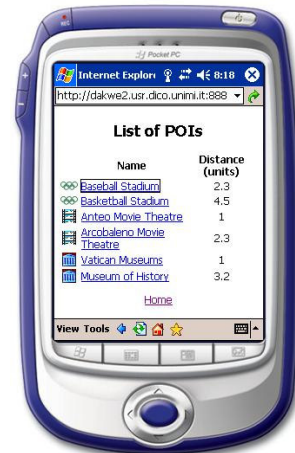 Pocket PC
Internet Explorer 8:18
http://dakwe2.usr.dico.unimi.it:888
List of POIs
Name Distance (units)
Baseball Stadium 2.3
Basketball Stadium 4.5
Anteo Movie Theatre 1
Arcobaleno Movie Theatre 2.3
Vatican Museums 1
Museum of History 3.2
Home
View Tools